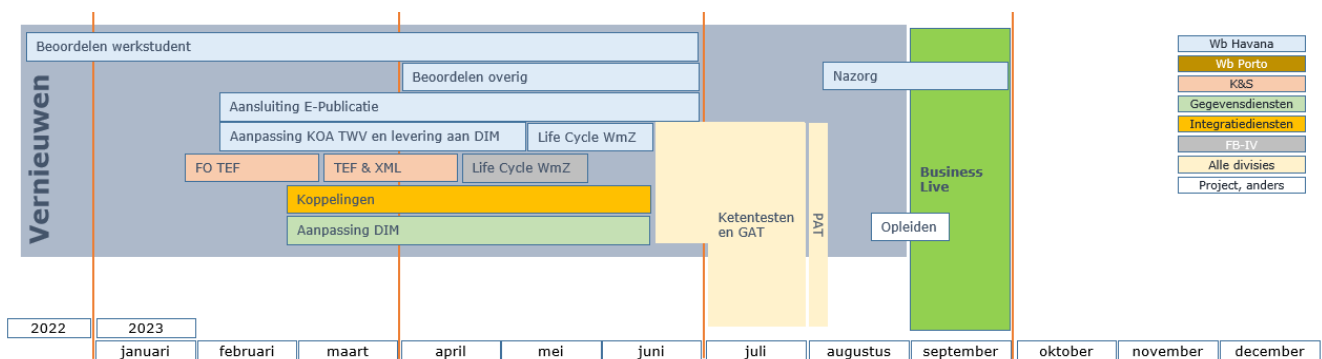 Vernieuwen
Beoordelen werkstudent
Beoordelen overig
Nazorg
Aansluiting E-Publicatie
Aanpassing KOA TWV en levering aan DIM
Life Cycle WmZ
FO TEF
TEF & XML
Life Cycle WmZ
Koppelingen
Aanpassing DIM
Ketentesten
en GAT
PAT
Opleiden
Business
Live
Wb Havana
Wb Porto
K&S
Gegevensdiensten
Integratiediensten
FB-IV
Alle divisies
Project, anders
2022
2023
januari
februari
maart
april
mei
juni
juli
augustus
september
oktober
november
december